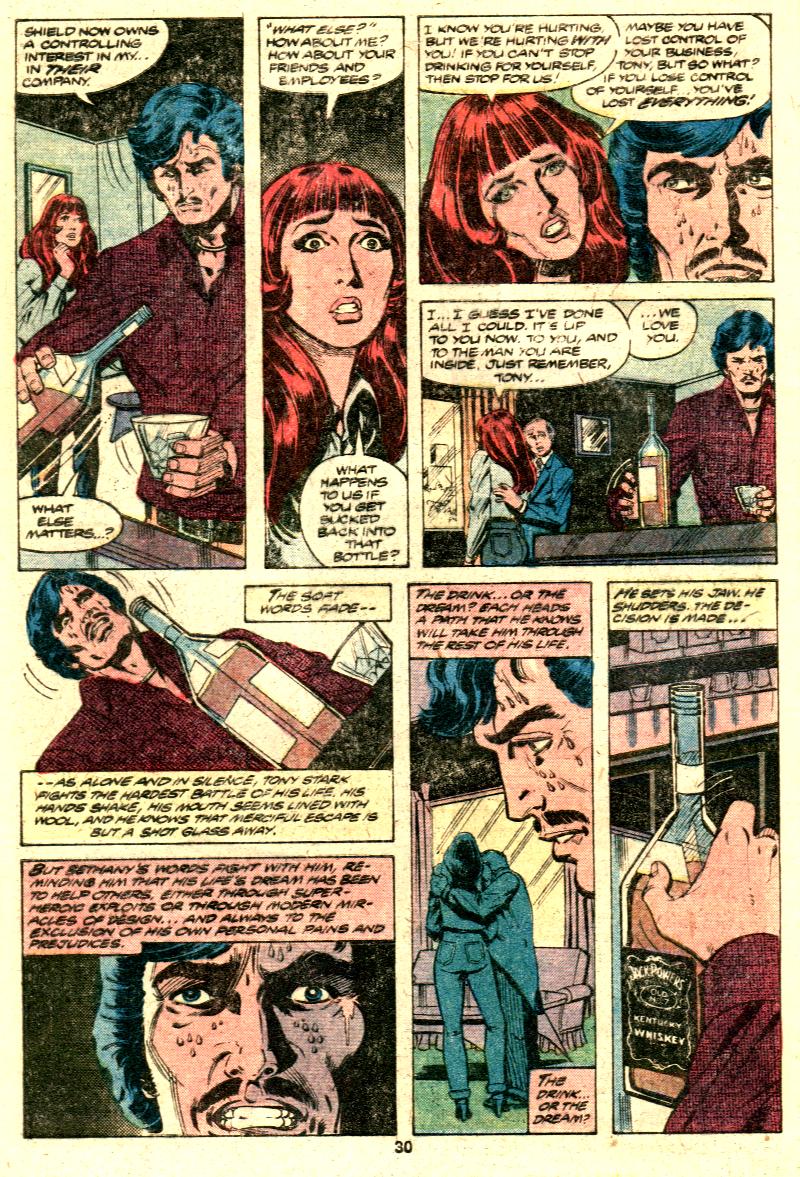 SHIELD NOW OWNS
A CONTROLLING
INTEREST IN MY...
IN THEIR
COMPANY.
WHAT
ELSE
MATTERS...?
"WHAT ELSE?"
HOW ABOUT ME?
HOW ABOUT YOUR
FRIENDS AND
EMPLOYEES?
WHAT
HAPPENS
TO US IF
YOU GET
SUCKED
BACK INTO
THAT
BOTTLE?
I KNOW YOU'RE HURTING,
BUT WE'RE HURTING WITH
YOU! IF YOU CAN'T STOP
DRINKING FOR YOURSELF,
THEN STOP FOR US!
MAYBE YOU HAVE
LOST CONTROL OF
YOUR BUSINESS,
TONY, BUT SO WHAT?
IF YOU LOSE CONTROL
OF YOURSELF... YOU'VE
LOST EVERYTHING!
I... I GUESS I'VE DONE
ALL I COULD. IT'S UP
TO YOU NOW. TO YOU, AND
TO THE MAN YOU ARE
INSIDE. JUST REMEMBER,
TONY...
...WE
LOVE
YOU.
THE SOFT
WORDS FADE--
--AS ALONE AND IN SILENCE, TONY STARK
FIGHTS THE HARDEST BATTLE OF HIS LIFE. HIS
HANDS SHAKE, HIS MOUTH SEEMS LINED WITH
WOOL, AND HE KNOWS THAT MERCIFUL ESCAPE IS
BUT A SHOT GLASS AWAY.
BUT BETHANY'S WORDS FIGHT WITH HIM, RE-
MINDING HIM THAT HIS LIFE'S DREAM HAS BEEN
TO HELP OTHERS, EITHER THROUGH SUPER-
HEROIC EXPLOITS OR THROUGH MODERN MIR-
ACLES OF DESIGN... AND ALWAYS TO THE
EXCLUSION OF HIS OWN PERSONAL PAINS AND
PREJUDICES.
THE DRINK... OR THE
DREAM? EACH HEADS
A PATH THAT HE KNOWS
WILL TAKE HIM THROUGH
THE REST OF HIS LIFE.
THE
DRINK...
OR THE
DREAM?
HE SETS HIS JAW. HE
SHUDDERS. THE DE-
CISION IS MADE...
JACK POWERS
OLD
KENTUCKY
WHISKEY
30